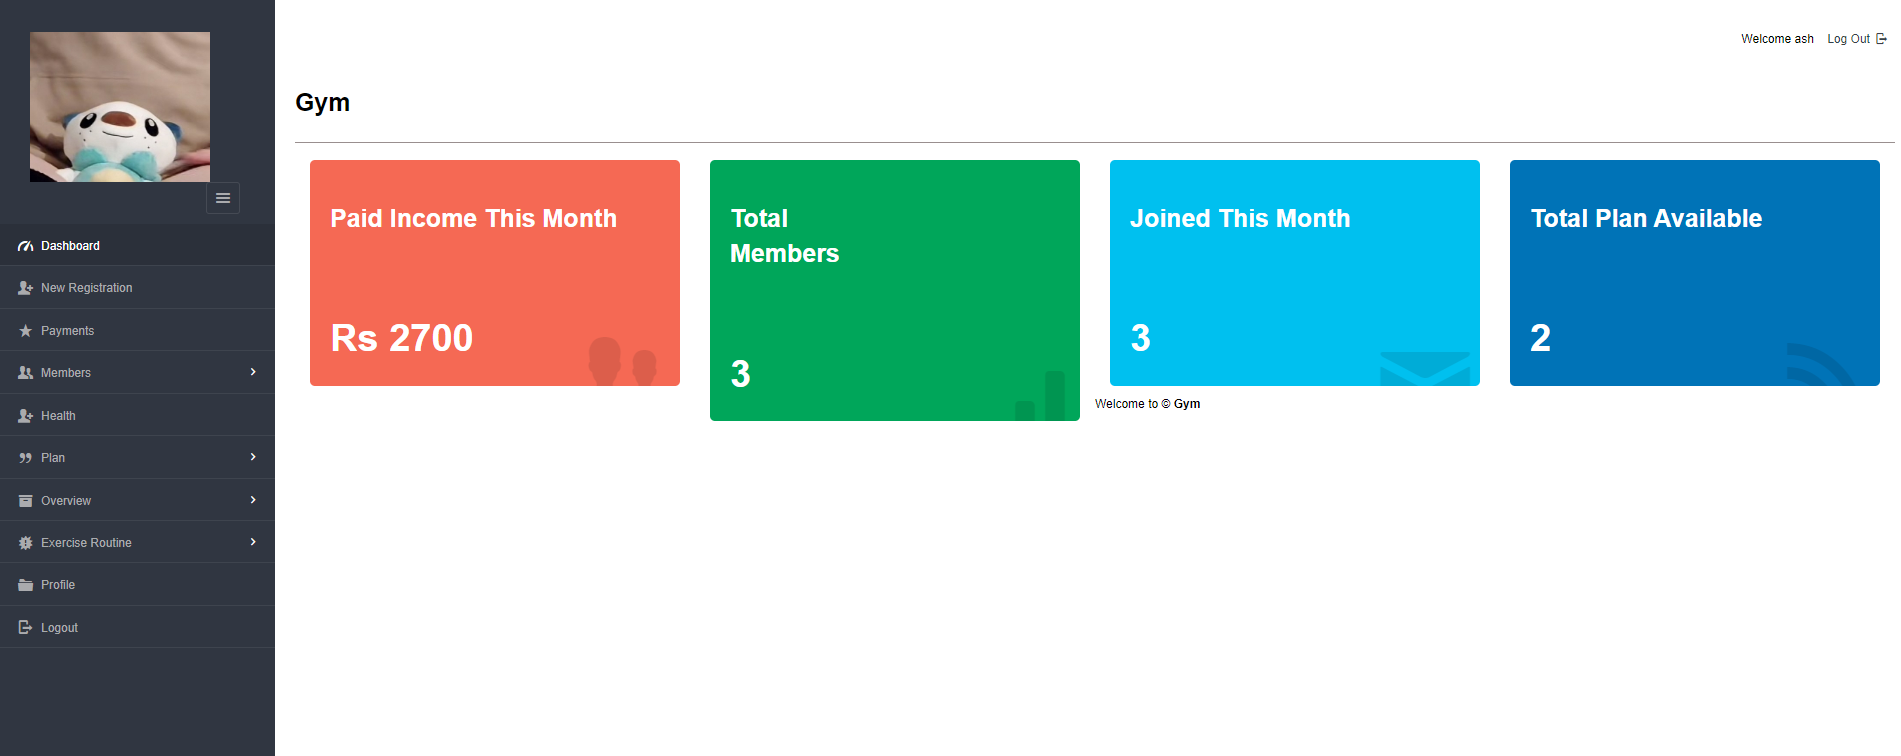 Welcome ash Log Out
Gym
Dashboard
New Registration
Payments
Members
Health
Plan
Overview
Exercise Routine
Profile
Logout
Paid Income This Month
Rs 2700
Total
Members
3
Joined This Month
3
Total Plan Available
2
Welcome to © Gym